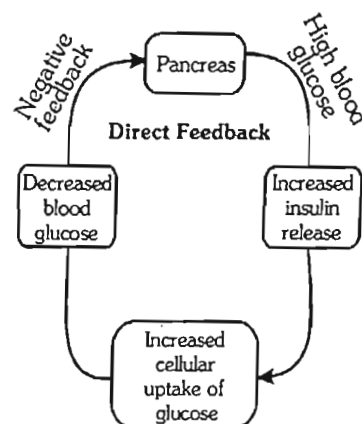 Negative
feedback
Pancreas
High blood
glucose
Direct Feedback
Decreased
blood
glucose
Increased
insulin
release
Increased
cellular
uptake of
glucose